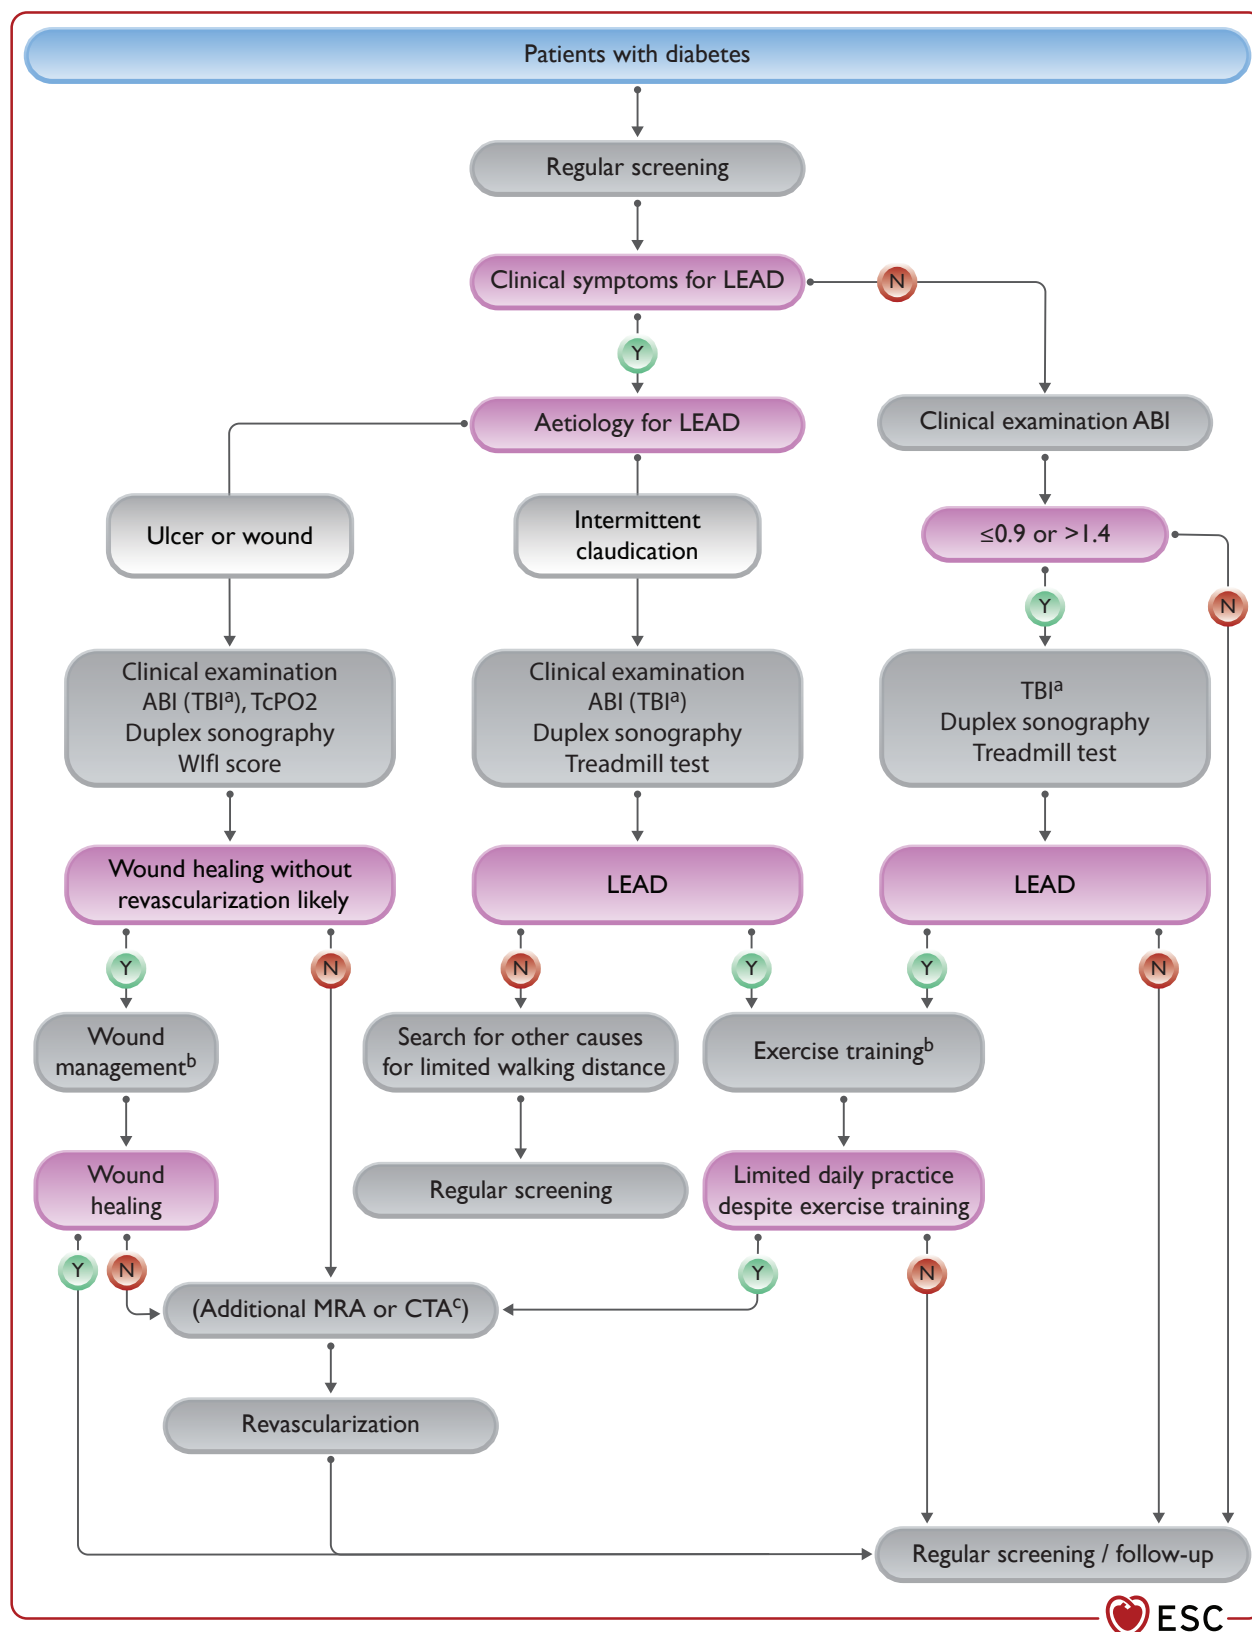 Patients with diabetes
Regular screening
Clinical symptoms for LEAD
N
Y
Aetiology for LEAD
Clinical examination ABI
Ulcer or wound
Intermittent
claudication
≤0.9 or >1.4
Y
N
Clinical examination
ABI (TBIᵃ), TcPO2
Duplex sonography
WIfI score
Clinical examination
ABI (TBIᵃ)
Duplex sonography
Treadmill test
TBIᵃ
Duplex sonography
Treadmill test
Wound healing without
revascularization likely
LEAD
LEAD
Y
N
N
Y
Y
N
Wound
managementᵇ
Search for other causes
for limited walking distance
Exercise trainingᵇ
Wound
healing
Regular screening
Limited daily practice
despite exercise training
Y
N
Y
N
(Additional MRA or CTAᶜ)
Revascularization
Regular screening / follow-up
ESC